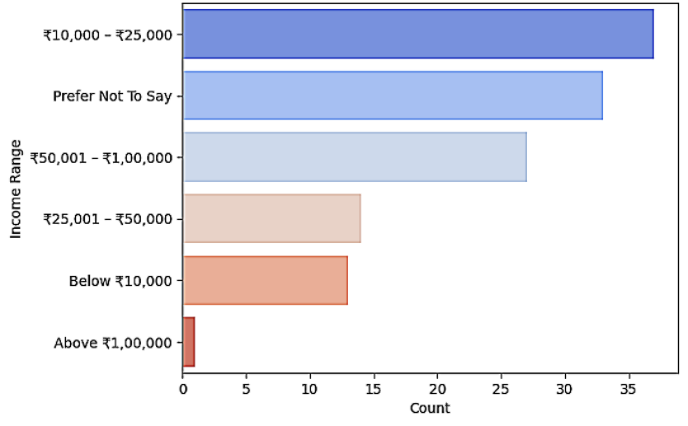 ₹10,000 – ₹25,000
Prefer Not To Say
₹50,001 – ₹1,00,000
₹25,001 – ₹50,000
Below ₹10,000
Above ₹1,00,000
Income Range
0 5 10 15 20 25 30 35
Count